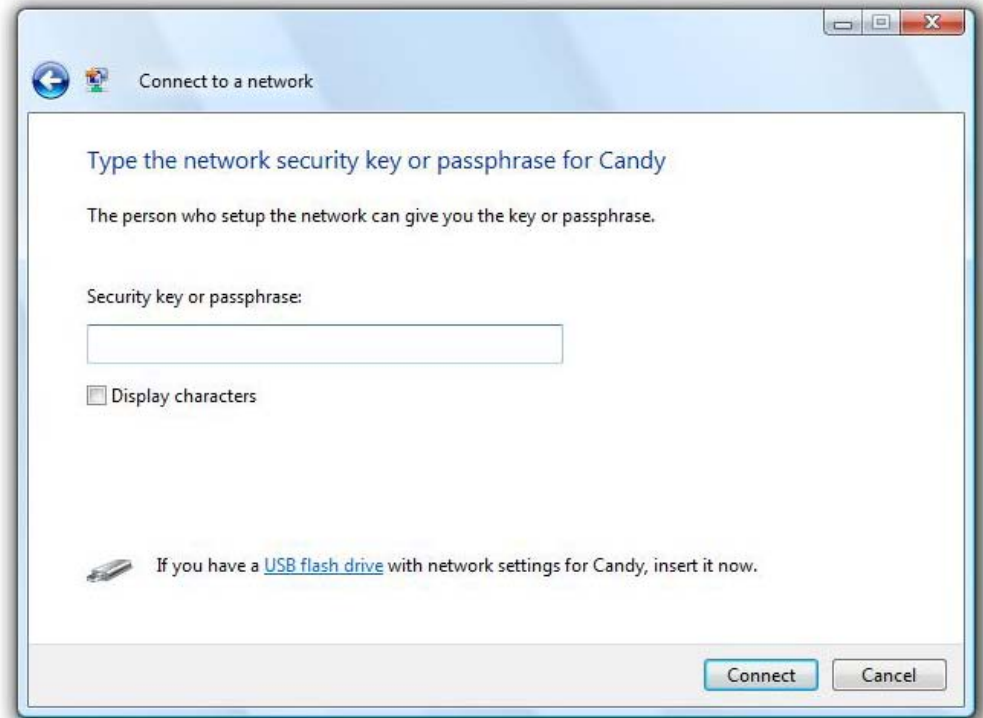 Connect to a network
Type the network security key or passphrase for Candy
The person who setup the network can give you the key or passphrase.
Security key or passphrase:
Display characters
If you have a USB flash drive with network settings for Candy, insert it now.
Connect Cancel